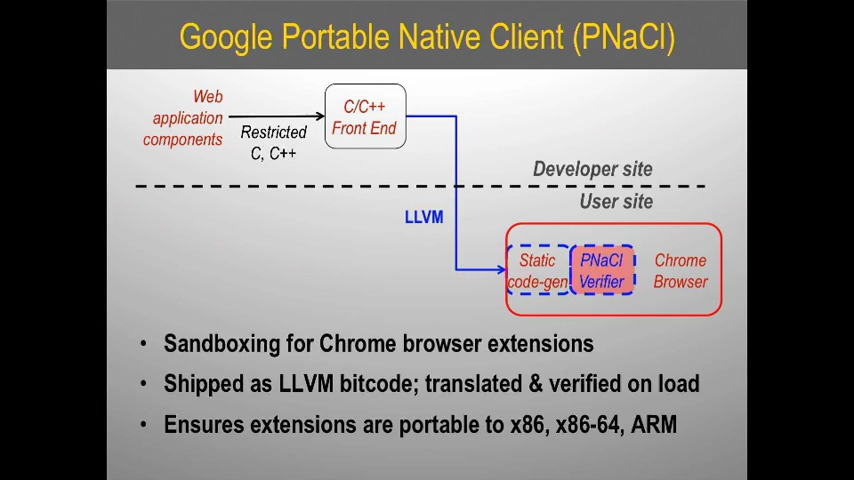 Google Portable Native Client (PNaCl)
Web
application
components
Restricted
C, C++
C/C++
Front End
Developer site
User site
LLVM
Static
code-gen
PNaCl
Verifier
Chrome
Browser
• Sandboxing for Chrome browser extensions
• Shipped as LLVM bitcode; translated & verified on load
• Ensures extensions are portable to x86, x86-64, ARM